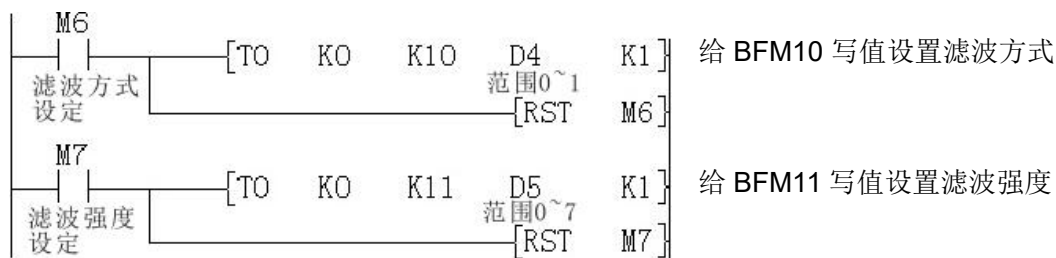 M6
[TO K0 K10 D4 K1] 给 BFM10 写值设置滤波方式
滤波方式 范围0~1
设定 [RST M6]
M7
[TO K0 K11 D5 K1] 给 BFM11 写值设置滤波强度
滤波强度 范围0~7
设定 [RST M7]